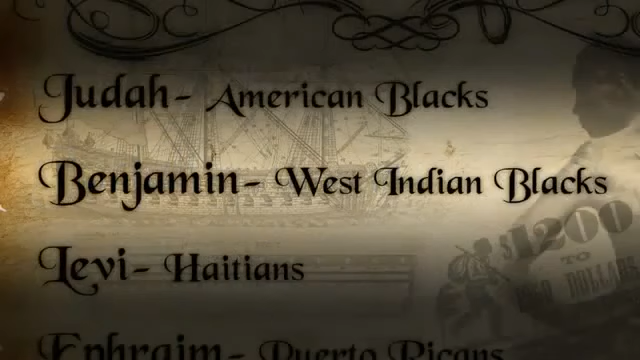 Judah- American Blacks
Benjamin- West Indian Blacks
Levi- Haitians
$1200
TO
DOLLARS
Ephraim- Puerto Ricans